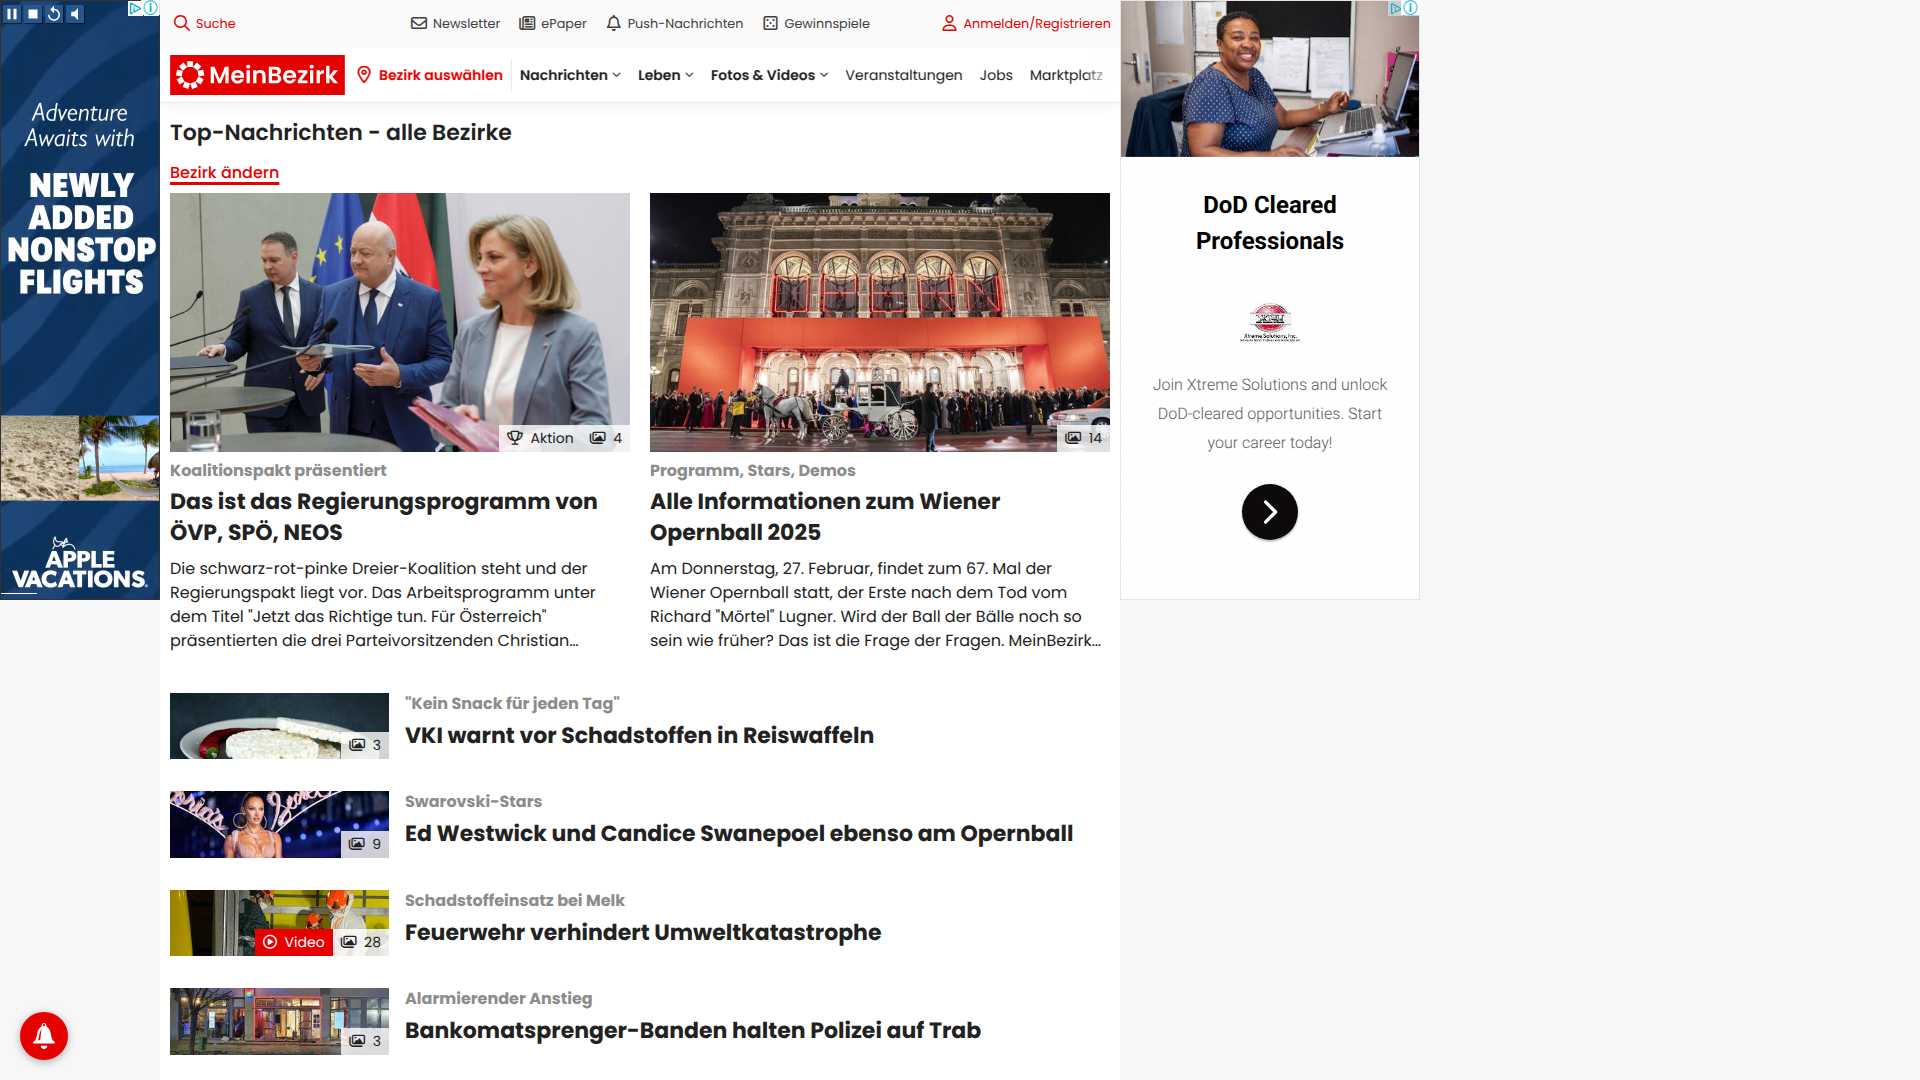 Suche
Newsletter
ePaper
Push-Nachrichten
Gewinnspiele
Anmelden/Registrieren
MeinBezirk
Bezirk auswählen
Nachrichten
Leben
Fotos & Videos
Veranstaltungen
Jobs
Marktplatz
Adventure
Awaits with
NEWLY
ADDED
NONSTOP
FLIGHTS
APPLE
VACATIONS
Top-Nachrichten - alle Bezirke
Bezirk ändern
Aktion 4
Koalitionspakt präsentiert
Das ist das Regierungsprogramm von
ÖVP, SPÖ, NEOS
Die schwarz-rot-pinke Dreier-Koalition steht und der
Regierungspakt liegt vor. Das Arbeitsprogramm unter
dem Titel "Jetzt das Richtige tun. Für Österreich"
präsentierten die drei Parteivorsitzenden Christian...
14
Programm, Stars, Demos
Alle Informationen zum Wiener
Opernball 2025
Am Donnerstag, 27. Februar, findet zum 67. Mal der
Wiener Opernball statt, der Erste nach dem Tod vom
Richard "Mörtel" Lugner. Wird der Ball der Bälle noch so
sein wie früher? Das ist die Frage der Fragen. MeinBezirk...
3
"Kein Snack für jeden Tag"
VKI warnt vor Schadstoffen in Reiswaffeln
9
Swarovski-Stars
Ed Westwick und Candice Swanepoel ebenso am Opernball
Video 28
Schadstoffeinsatz bei Melk
Feuerwehr verhindert Umweltkatastrophe
3
Alarmierender Anstieg
Bankomatsprenger-Banden halten Polizei auf Trab
DoD Cleared
Professionals
Xtreme Solutions, Inc.
Join Xtreme Solutions and unlock
DoD-cleared opportunities. Start
your career today!